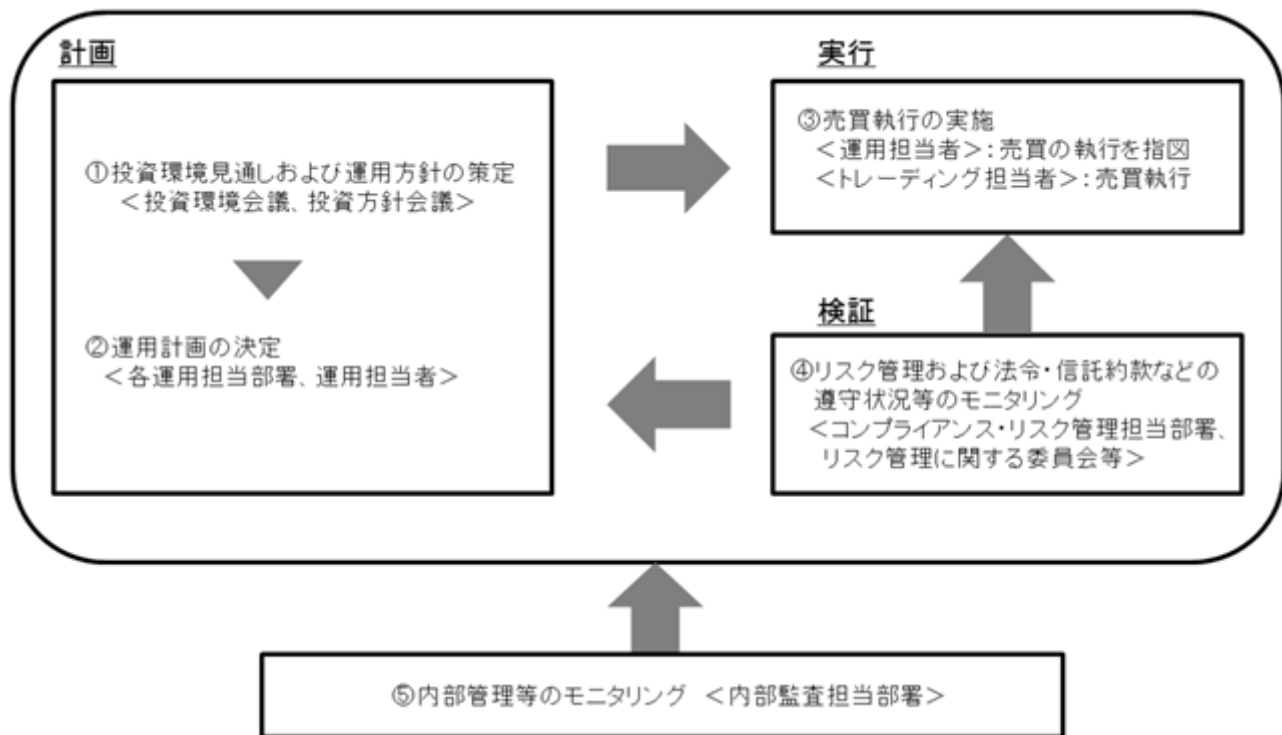 計画
①投資環境見通しおよび運用方針の策定
＜投資環境会議、投資方針会議＞
②運用計画の決定
＜各運用担当部署、運用担当者＞
実行
③売買執行の実施
＜運用担当者＞：売買の執行を指図
＜トレーディング担当者＞：売買執行
検証
④リスク管理および法令・信託約款などの
遵守状況等のモニタリング
＜コンプライアンス・リスク管理担当部署、
リスク管理に関する委員会等＞
⑤内部管理等のモニタリング ＜内部監査担当部署＞